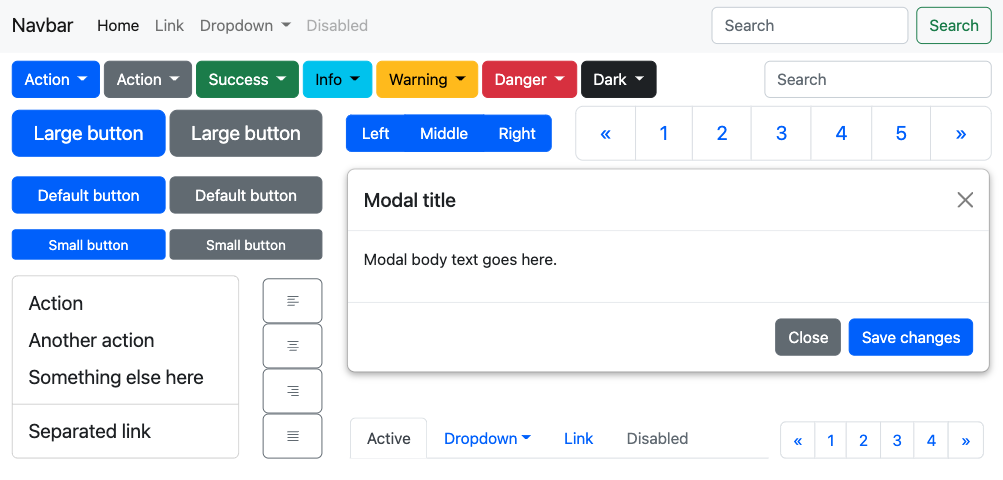 Navbar Home Link Dropdown Disabled Search Search
Action Action Success Info Warning Danger Dark Search
Large button Large button Left Middle Right « 1 2 3 4 5 »
Default button Default button
Small button Small button
Modal title
Modal body text goes here.
Close Save changes
Action
Another action
Something else here
Separated link
Active Dropdown Link Disabled « 1 2 3 4 »